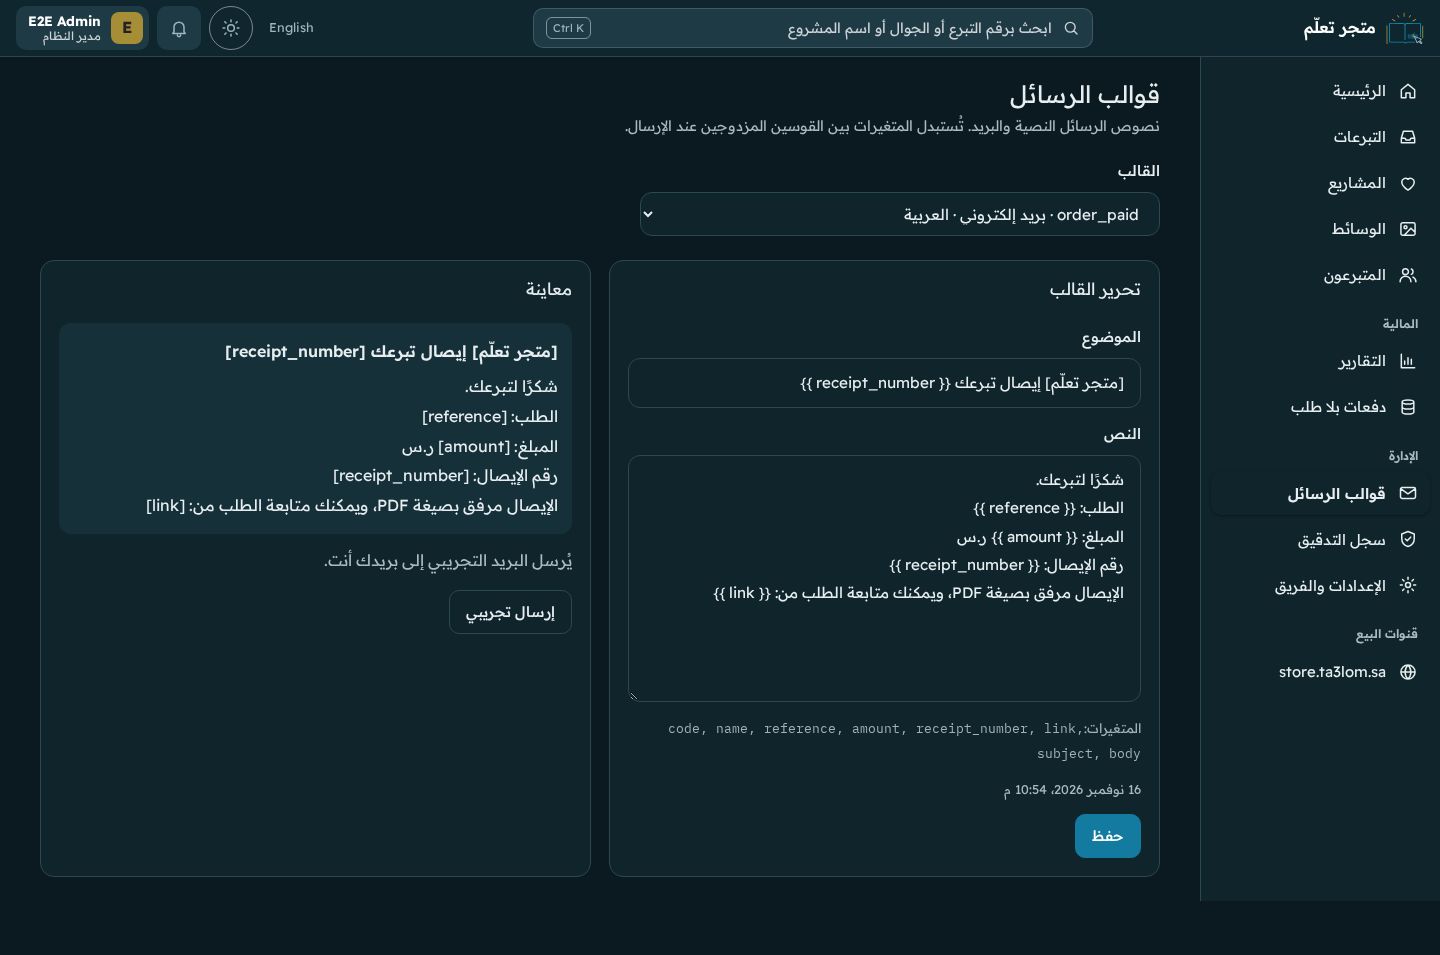 متجر تعلّم
ابحث برقم التبرع أو الجوال أو اسم المشروع
Ctrl K
English
E2E Admin
مدير النظام
E
الرئيسية
التبرعات
المشاريع
الوسائط
المتبرعون
المالية
التقارير
دفعات بلا طلب
الإدارة
قوالب الرسائل
سجل التدقيق
الإعدادات والفريق
قنوات البيع
store.ta3lom.sa
قوالب الرسائل
نصوص الرسائل النصية والبريد. تُستبدل المتغيرات بين القوسين المزدوجين عند الإرسال.
القالب
order_paid · بريد إلكتروني · العربية
تحرير القالب
الموضوع
[متجر تعلّم] إيصال تبرعك {{ receipt_number }}
النص
شكرًا لتبرعك.
الطلب: {{ reference }}
المبلغ: {{ amount }} ر.س
رقم الإيصال: {{ receipt_number }}
الإيصال مرفق بصيغة PDF، ويمكنك متابعة الطلب من: {{ link }}
المتغيرات: code, name, reference, amount, receipt_number, link,
subject, body
16 نوفمبر 2026، 10:54 م
حفظ
معاينة
[متجر تعلّم] إيصال تبرعك [receipt_number]
شكرًا لتبرعك.
الطلب: [reference]
المبلغ: [amount] ر.س
رقم الإيصال: [receipt_number]
الإيصال مرفق بصيغة PDF، ويمكنك متابعة الطلب من: [link]
يُرسل البريد التجريبي إلى بريدك أنت.
إرسال تجريبي